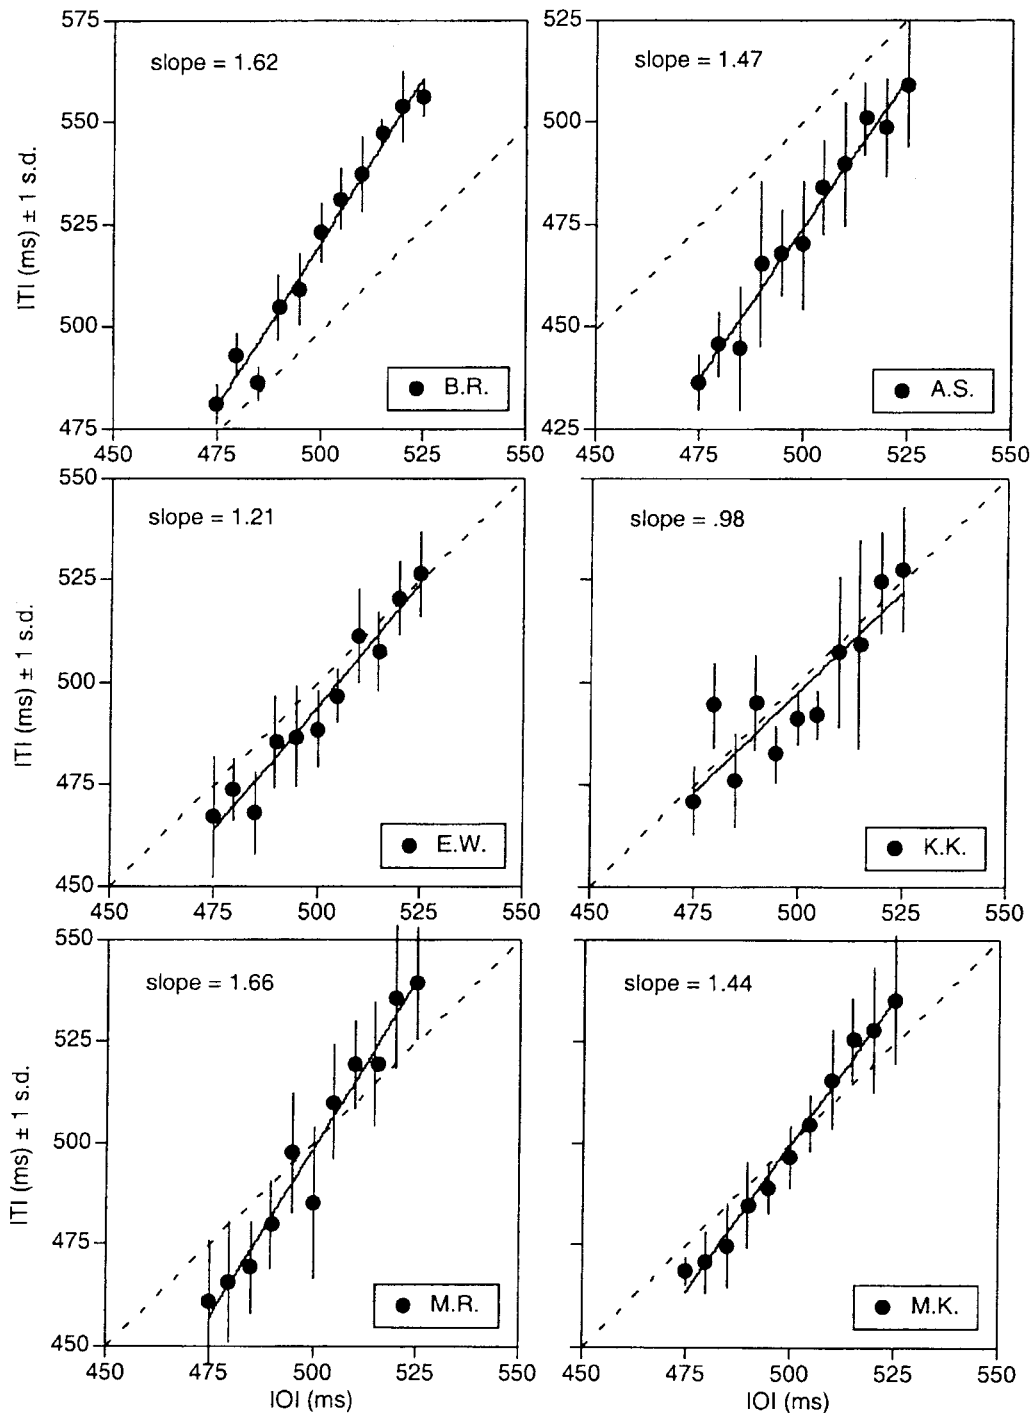 575
550
525
500
475
ITI (ms) ± 1 s.d.
slope = 1.62
B.R.
450 475 500 525 550
525
500
475
450
425
slope = 1.47
A.S.
450 475 500 525 550
550
525
500
475
450
ITI (ms) ± 1 s.d.
slope = 1.21
E.W.
450 475 500 525 550
slope = .98
K.K.
450 475 500 525 550
550
525
500
475
450
ITI (ms) ± 1 s.d.
slope = 1.66
M.R.
450 475 500 525 550
IOI (ms)
slope = 1.44
M.K.
450 475 500 525 550
IOI (ms)